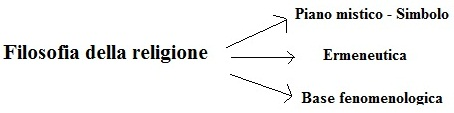 Piano mistico - Simbolo
Filosofia della religione
Ermeneutica
Base fenomenologica